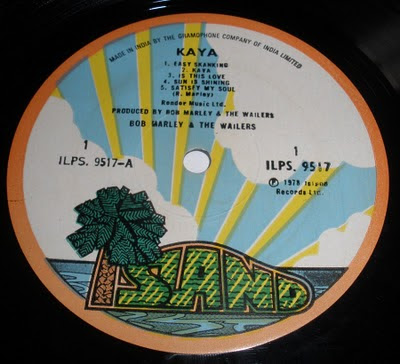 MADE IN INDIA BY THE GRAMOPHONE COMPANY OF INDIA LIMITED
KAYA
1. EASY SKANKING
2. KAYA
3. IS THIS LOVE
4. SUN IS SHINING
5. SATISFY MY SOUL
(R. Marley)
Rondor Music Ltd.
PRODUCED BY BOB MARLEY & THE WAILERS
BOB MARLEY & THE WAILERS
1
ILPS. 9517-A
1
ILPS. 9517
Ⓟ 1978 Island
Records Ltd.
ISLAND